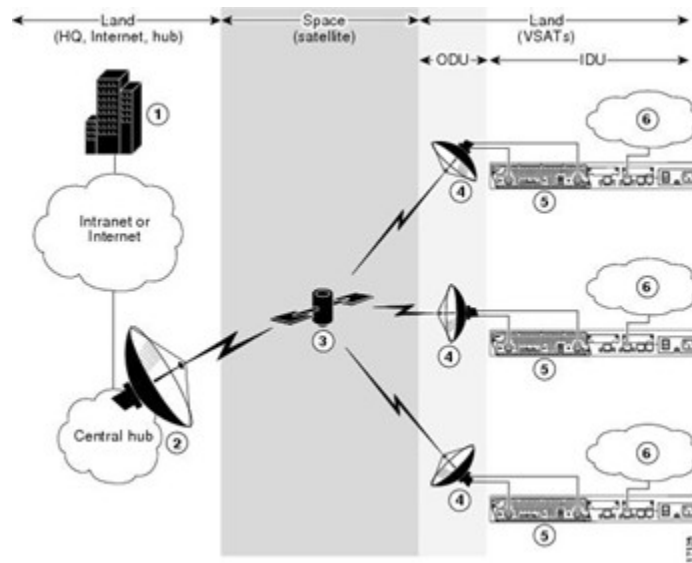 Land
(HQ, Internet, hub)
Space
(satellite)
Land
(VSATs)
ODU
IDU
1
Intranet or
Internet
Central hub
2
3
4
5
6
4
5
6
4
5
6